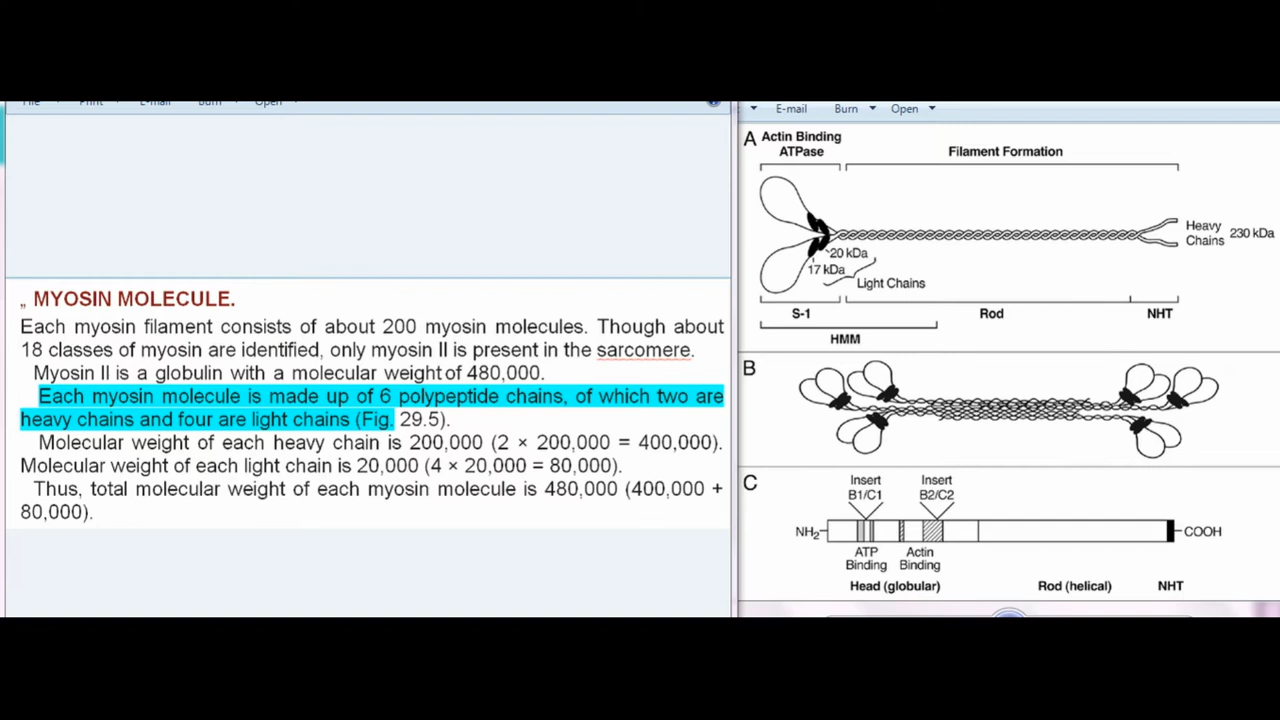 File Print E-mail Burn Open
„ MYOSIN MOLECULE.
Each myosin filament consists of about 200 myosin molecules. Though about
18 classes of myosin are identified, only myosin II is present in the sarcomere.
Myosin II is a globulin with a molecular weight of 480,000.
Each myosin molecule is made up of 6 polypeptide chains, of which two are
heavy chains and four are light chains (Fig. 29.5).
Molecular weight of each heavy chain is 200,000 (2 × 200,000 = 400,000).
Molecular weight of each light chain is 20,000 (4 × 20,000 = 80,000).
Thus, total molecular weight of each myosin molecule is 480,000 (400,000 +
80,000).
E-mail Burn Open
A
Actin Binding
ATPase
Filament Formation
Heavy
Chains
230 kDa
20 kDa
17 kDa
Light Chains
S-1
Rod
NHT
HMM
B
C
Insert
B1/C1
Insert
B2/C2
NH2
COOH
ATP
Binding
Actin
Binding
Head (globular)
Rod (helical)
NHT